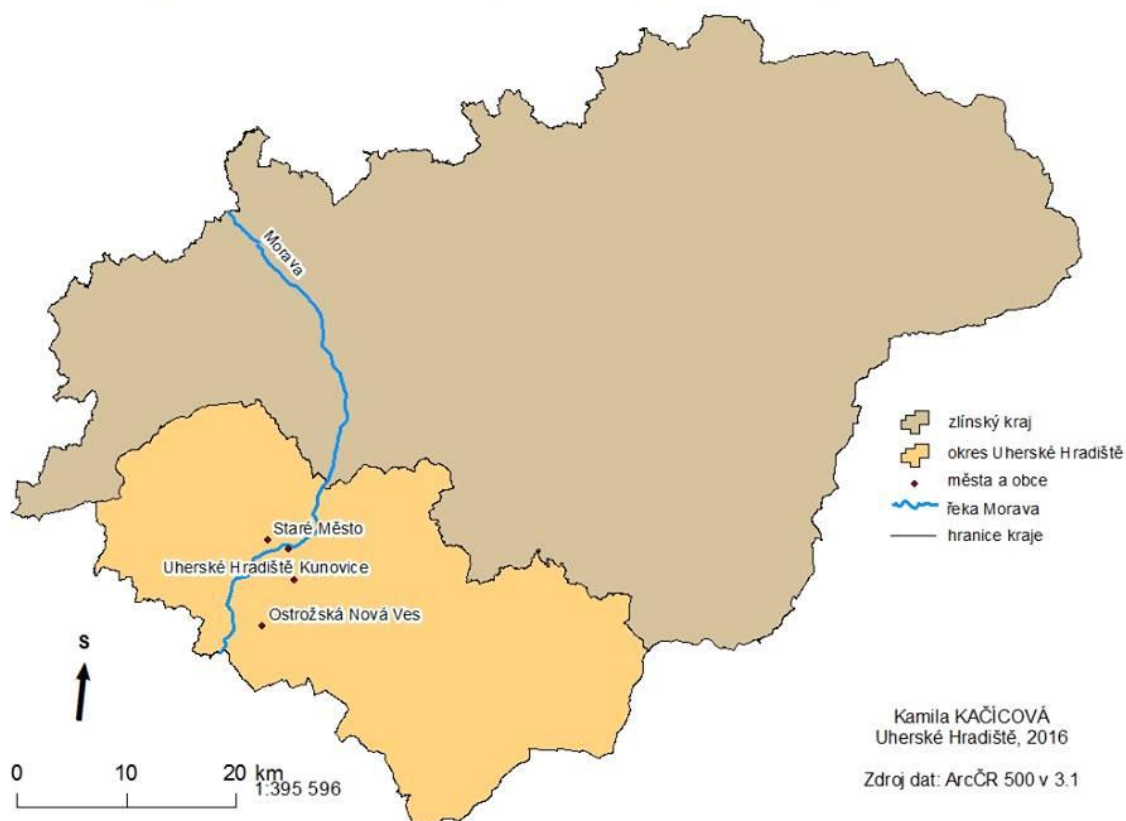 Morava
zlínský kraj
okres Uherské Hradiště
města a obce
řeka Morava
hranice kraje
Staré Město
Uherské Hradiště Kunovice
Ostrožská Nová Ves
S
0 10 20 km
1:395 596
Kamila KAČÍCOVÁ
Uherské Hradiště, 2016
Zdroj dat: ArcČR 500 v 3.1